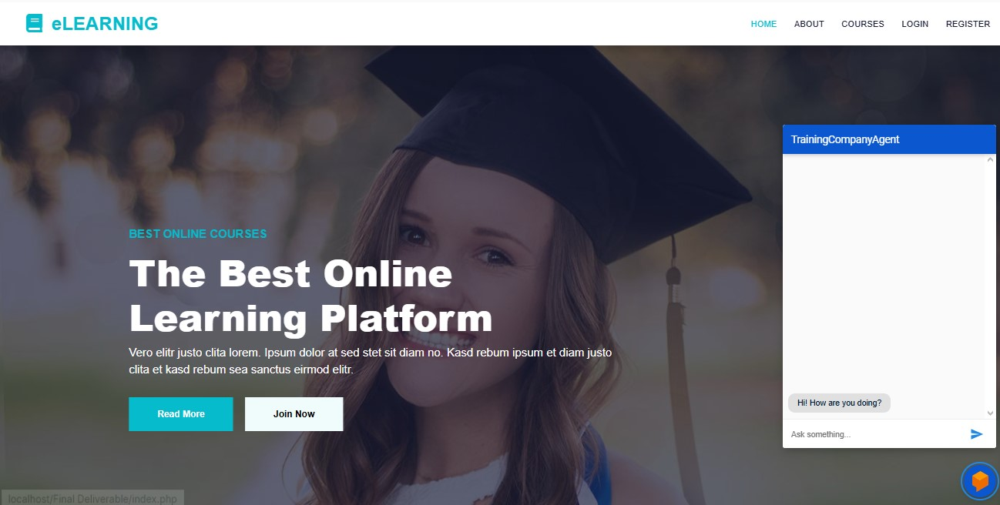 eLEARNING
HOME ABOUT COURSES LOGIN REGISTER
BEST ONLINE COURSES
The Best Online
Learning Platform
Vero elitr justo clita lorem. Ipsum dolor at sed stet sit diam no. Kasd rebum ipsum et diam justo
clita et kasd rebum sea sanctus eirmod elitr.
Read More Join Now
TrainingCompanyAgent
Hi! How are you doing?
Ask something...
localhost/Final Deliverable/index.php